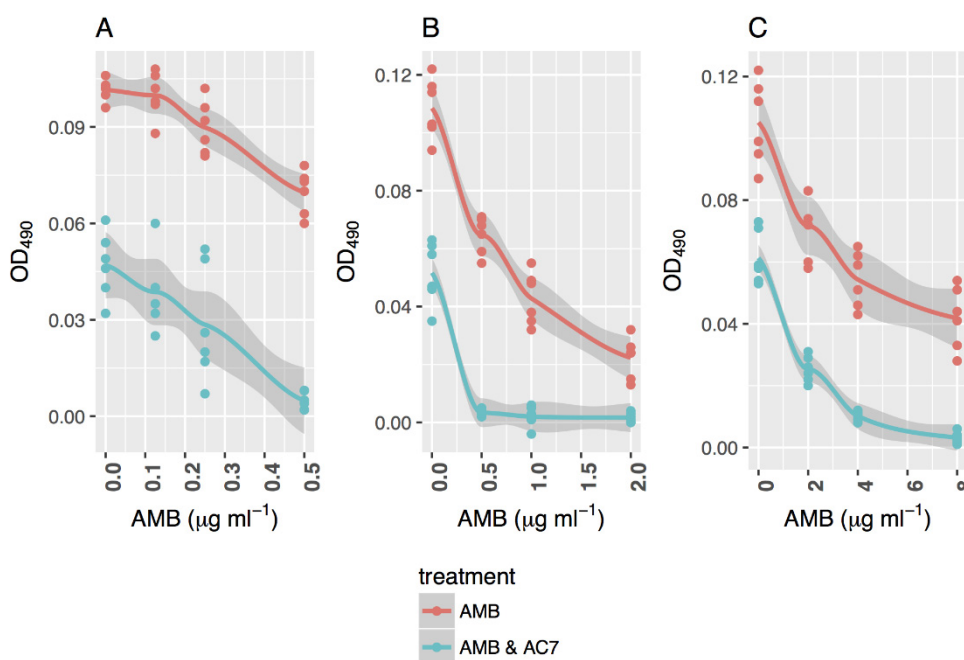 A
B
C
OD490
0.09
0.06
0.03
0.00
0.0
0.1
0.2
0.3
0.4
0.5
AMB (μg ml−1)
OD490
0.12
0.08
0.04
0.00
0.0
0.5
1.0
1.5
2.0
AMB (μg ml−1)
OD490
0.12
0.08
0.04
0.00
0
2
4
6
8
AMB (μg ml−1)
treatment
AMB
AMB & AC7